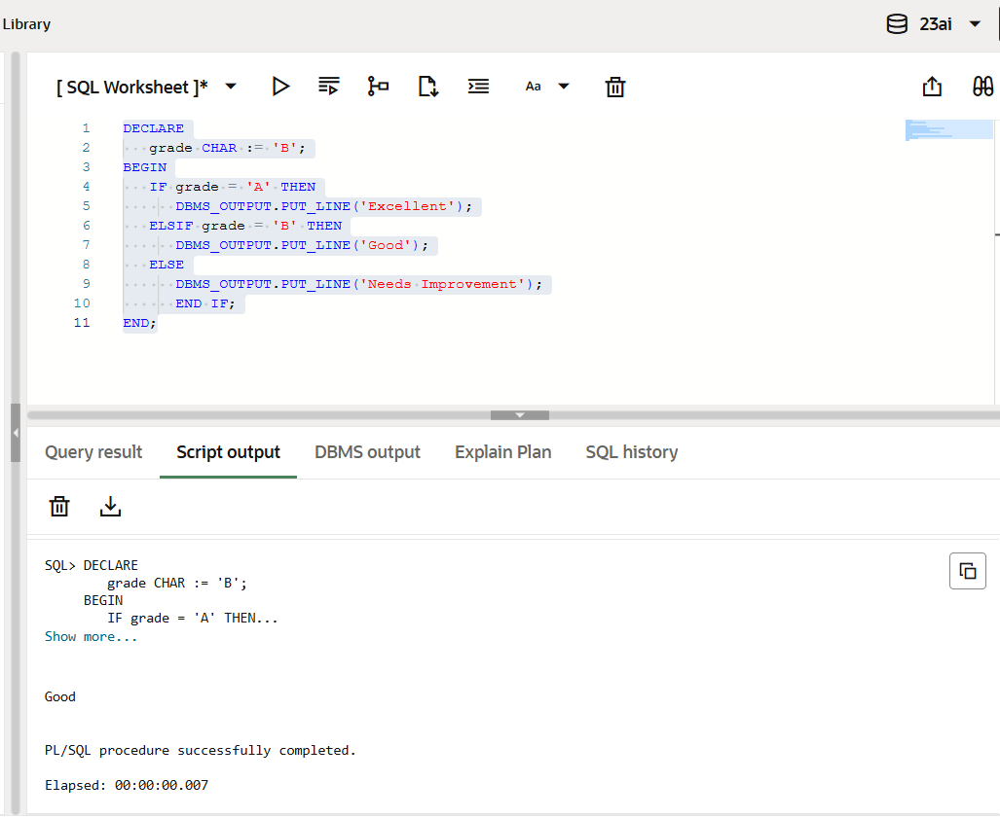 Library
23ai
[ SQL Worksheet ]*
Aa
1 DECLARE
2    grade CHAR := 'B';
3 BEGIN
4    IF grade = 'A' THEN
5       DBMS_OUTPUT.PUT_LINE('Excellent');
6    ELSIF grade = 'B' THEN
7       DBMS_OUTPUT.PUT_LINE('Good');
8    ELSE
9       DBMS_OUTPUT.PUT_LINE('Needs Improvement');
10       END IF;
11 END;
Query result Script output DBMS output Explain Plan SQL history
SQL> DECLARE
        grade CHAR := 'B';
     BEGIN
        IF grade = 'A' THEN...
Show more...
Good
PL/SQL procedure successfully completed.
Elapsed: 00:00:00.007